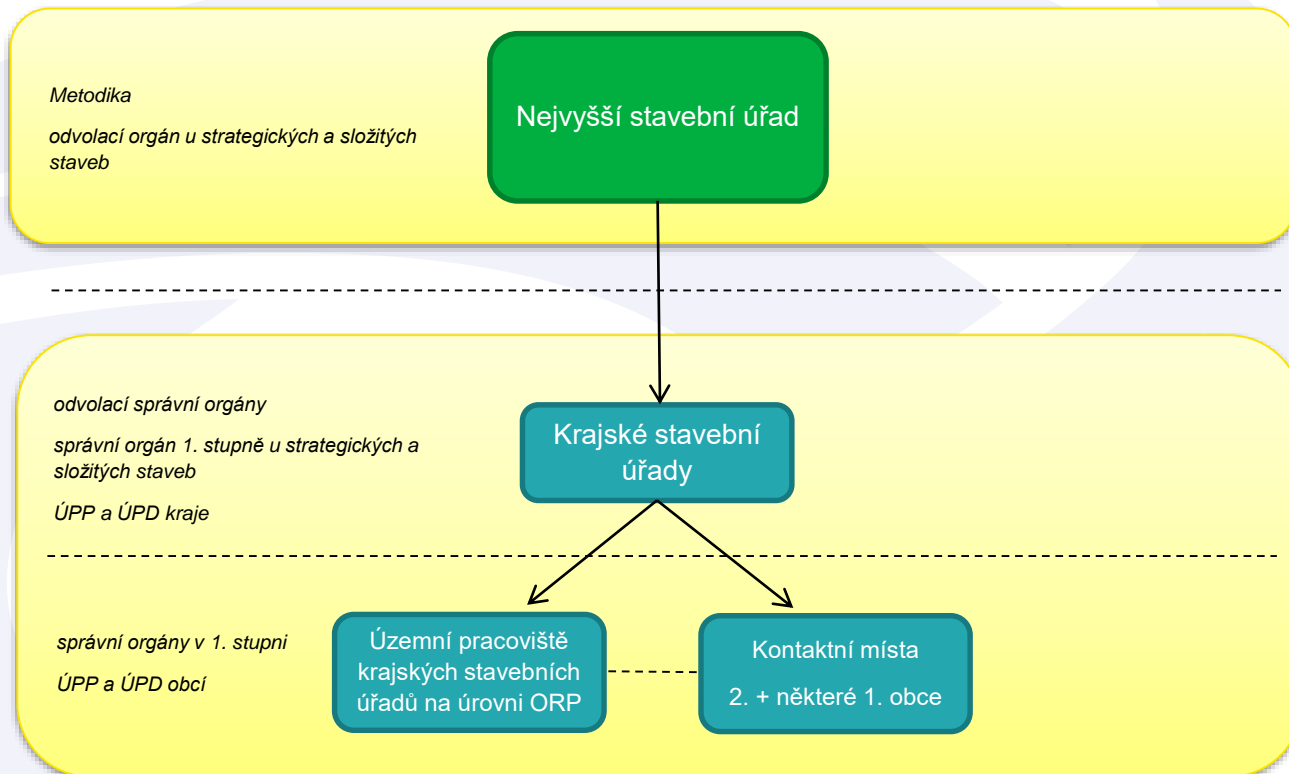 Metodika
odvolací orgán u strategických a složitých
staveb
Nejvyšší stavební úřad
odvolací správní orgány
správní orgán 1. stupně u strategických a
složitých staveb
ÚPP a ÚPD kraje
Krajské stavební
úřady
správní orgány v 1. stupni
ÚPP a ÚPD obcí
Územní pracoviště
krajských stavebních
úřadů na úrovni ORP
Kontaktní místa
2. + některé 1. obce